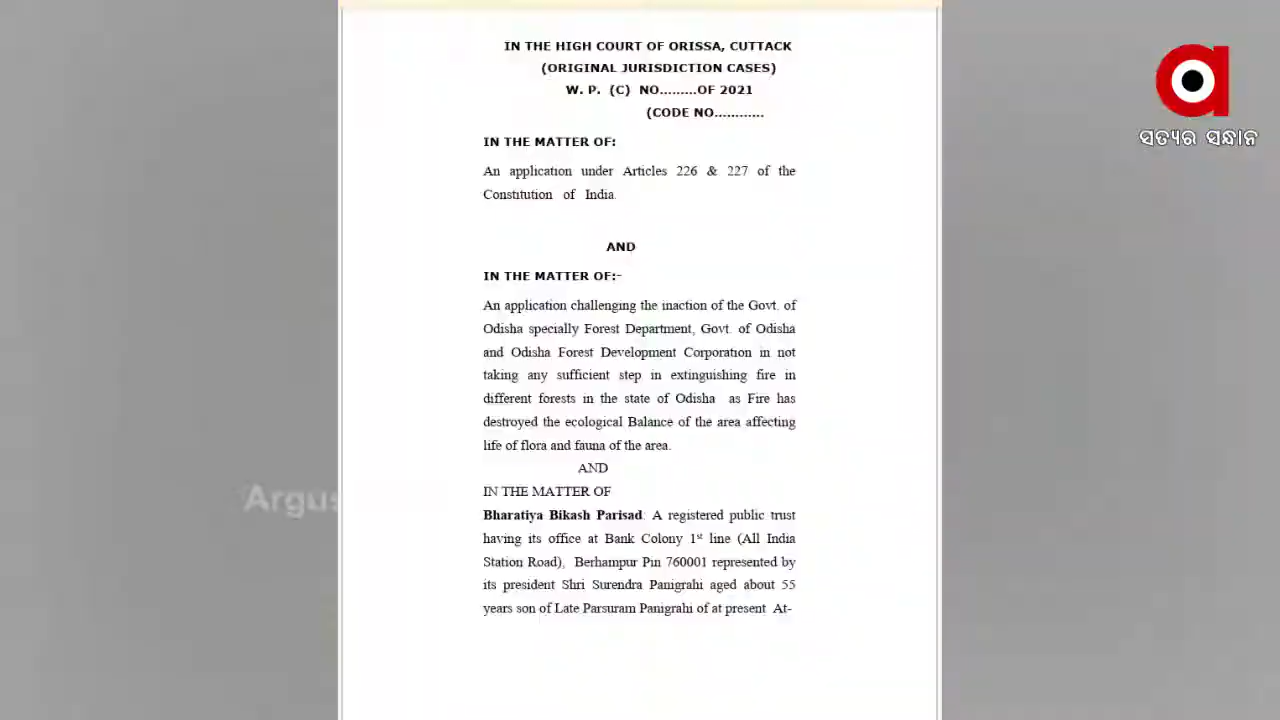 IN THE HIGH COURT OF ORISSA, CUTTACK
(ORIGINAL JURISDICTION CASES)
W. P. (C) NO.........OF 2021
(CODE NO............
IN THE MATTER OF:
An application under Articles 226 & 227 of the
Constitution of India.
AND
IN THE MATTER OF:-
An application challenging the inaction of the Govt. of
Odisha specially Forest Department, Govt. of Odisha
and Odisha Forest Development Corporation in not
taking any sufficient step in extinguishing fire in
different forests in the state of Odisha as Fire has
destroyed the ecological Balance of the area affecting
life of flora and fauna of the area.
AND
IN THE MATTER OF
Bharatiya Bikash Parisad: A registered public trust
having its office at Bank Colony 1st line (All India
Station Road), Berhampur Pin 760001 represented by
its president Shri Surendra Panigrahi aged about 55
years son of Late Parsuram Panigrahi of at present At-
ସତ୍ୟର ସନ୍ଧାନ
Argus